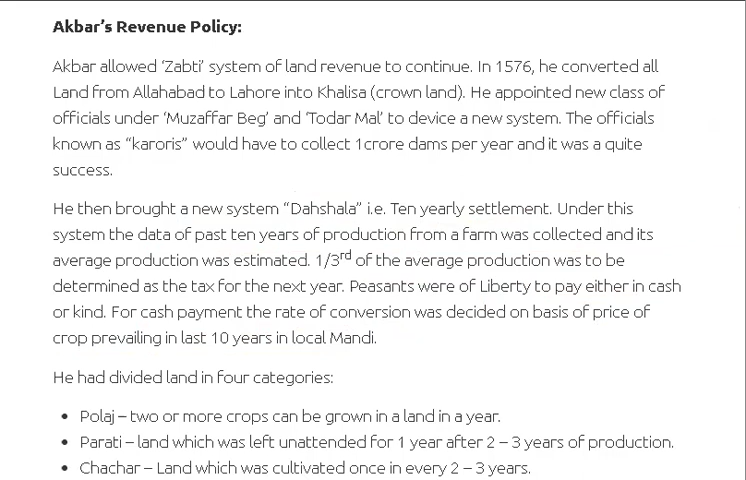 Akbar's Revenue Policy:
Akbar allowed 'Zabti' system of land revenue to continue. In 1576, he converted all
Land from Allahabad to Lahore into Khalisa (crown land). He appointed new class of
officials under 'Muzaffar Beg' and 'Todar Mal' to device a new system. The officials
known as "karoris" would have to collect 1crore dams per year and it was a quite
success.
He then brought a new system "Dahshala" i.e. Ten yearly settlement. Under this
system the data of past ten years of production from a farm was collected and its
average production was estimated. 1/3rd of the average production was to be
determined as the tax for the next year. Peasants were of Liberty to pay either in cash
or kind. For cash payment the rate of conversion was decided on basis of price of
crop prevailing in last 10 years in local Mandi.
He had divided land in four categories:
• Polaj – two or more crops can be grown in a land in a year.
• Parati – land which was left unattended for 1 year after 2 – 3 years of production.
• Chachar – Land which was cultivated once in every 2 – 3 years.